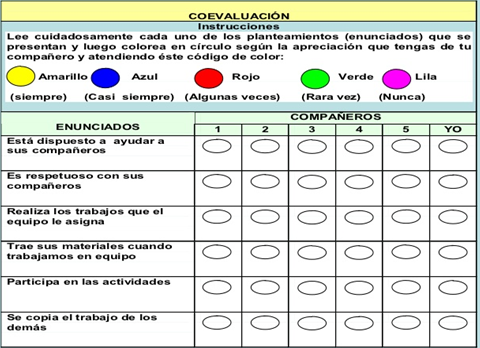 COEVALUACIÓN
Instrucciones
Lee cuidadosamente cada uno de los planteamientos (enunciados) que se
presentan y luego colorea en círculo según la apreciación que tengas de tu
compañero y atendiendo éste código de color:
Amarillo Azul Rojo Verde Lila
(siempre) (Casi siempre) (Algunas veces) (Rara vez) (Nunca)
ENUNCIADOS
COMPAÑEROS
1 2 3 4 5 YO
Está dispuesto a ayudar a
sus compañeros
Es respetuoso con sus
compañeros
Realiza los trabajos que el
equipo le asigna
Trae sus materiales cuando
trabajamos en equipo
Participa en las actividades
Se copia el trabajo de los
demás